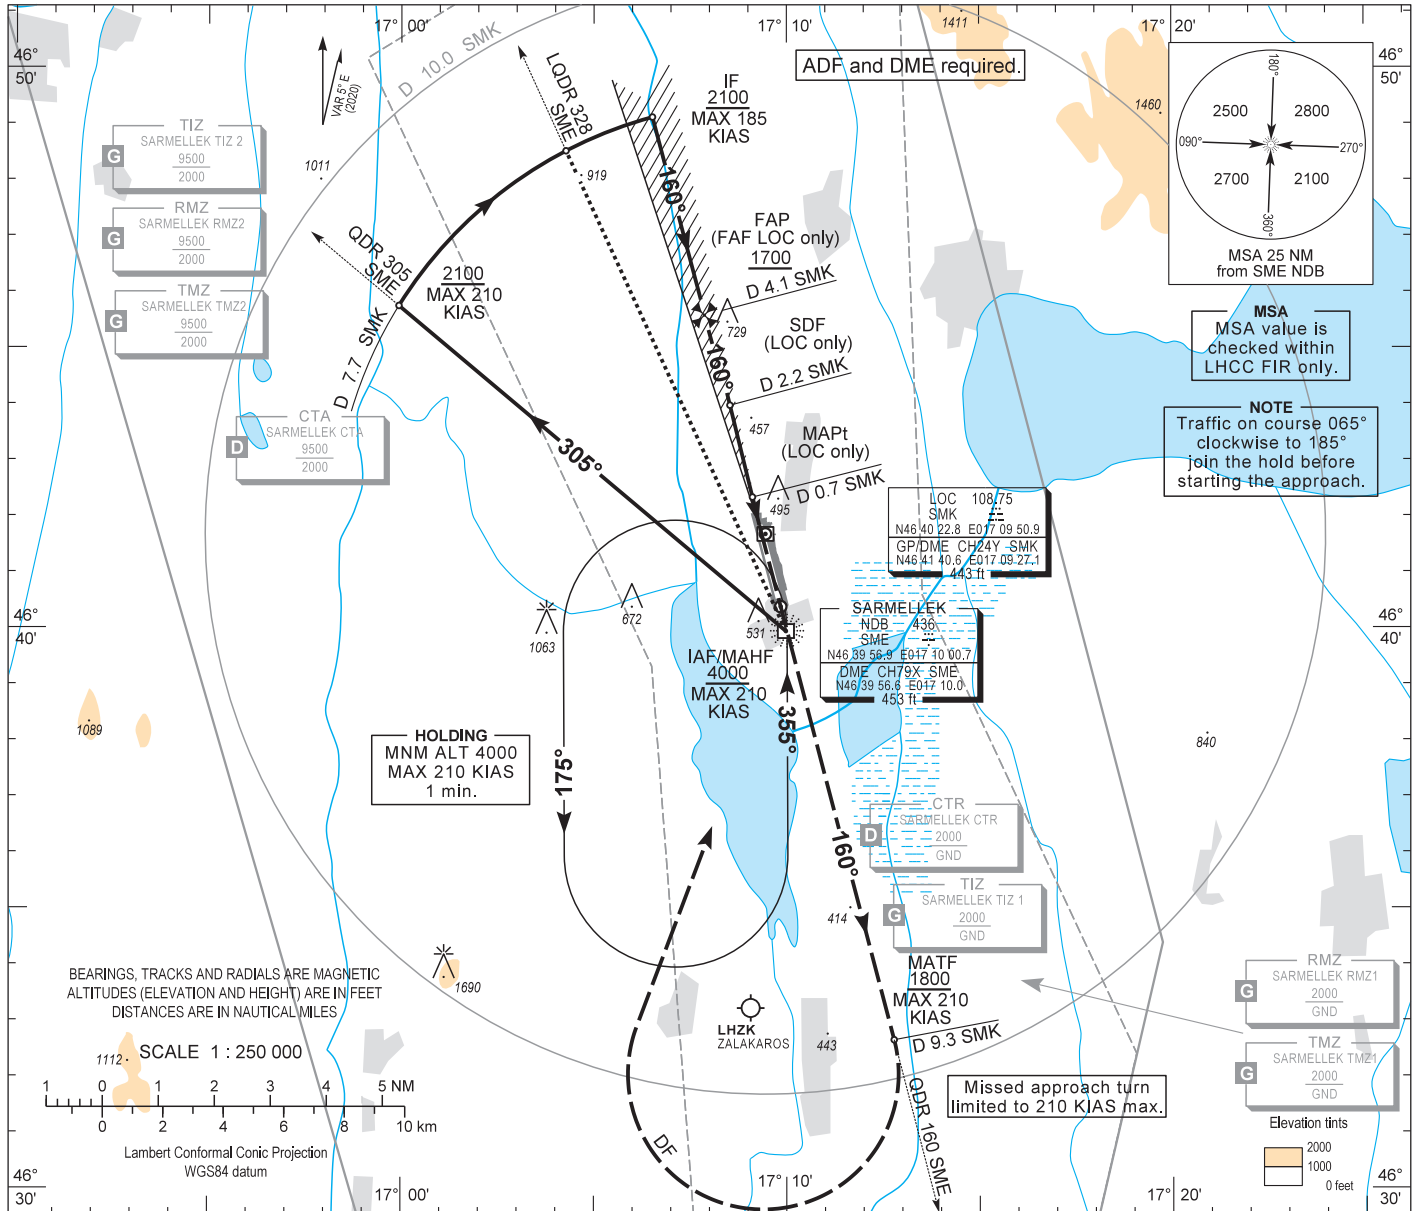 17° 00'
17° 10'
17° 20'
46°
50'
46°
50'
1411
ADF and DME required.
D 10.0 SMK
VAR 5° E
(2020)
LQDR 328
SME
IF
2100
MAX 185
KIAS
1460
180°
2500
2800
090°
270°
2700
2100
360°
MSA 25 NM
from SME NDB
TIZ
SARMELLEK TIZ 2
9500
2000
G
1011
919
160°
RMZ
SARMELLEK RMZ2
9500
2000
G
QDR 305
SME
2100
MAX 210
KIAS
FAP
(FAF LOC only)
1700
D 4.1 SMK
TMZ
SARMELLEK TMZ2
9500
2000
G
729
SDF
(LOC only)
D 2.2 SMK
160°
MSA
MSA value is
checked within
LHCC FIR only.
D 7.7 SMK
CTA
SARMELLEK CTA
9500
2000
D
305°
457
MAPt
(LOC only)
D 0.7 SMK
495
NOTE
Traffic on course 065°
clockwise to 185°
join the hold before
starting the approach.
LOC 108.75
SMK
N46 40 22.8 E017 09 50.9
GP/DME CH24Y SMK
N46 41 40.6 E017 09 27.1
443 ft
46°
40'
46°
40'
1063
672
531
SARMELLEK
NDB 436
SME
N46 39 56.9 E017 10 00.7
DME CH79X SME
N46 39 56.6 E017 10.0
453 ft
IAF/MAHF
4000
MAX 210
KIAS
1089
HOLDING
MNM ALT 4000
MAX 210 KIAS
1 min.
175°
355°
840
160°
CTR
SARMELLEK CTR
2000
GND
D
TIZ
SARMELLEK TIZ 1
2000
GND
G
414
1690
BEARINGS, TRACKS AND RADIALS ARE MAGNETIC
ALTITUDES (ELEVATION AND HEIGHT) ARE IN FEET
DISTANCES ARE IN NAUTICAL MILES
MATF
1800
MAX 210
KIAS
D 9.3 SMK
RMZ
SARMELLEK RMZ1
2000
GND
G
LHZK
ZALAKAROS
443
1112
SCALE 1 : 250 000
1 0 1 2 3 4 5 NM
0 2 4 6 8 10 km
Lambert Conformal Conic Projection
WGS84 datum
TMZ
SARMELLEK TMZ1
2000
GND
G
Missed approach turn
limited to 210 KIAS max.
DF
QDR 160 SME
Elevation tints
2000
1000
0 feet
46°
30'
46°
30'
17° 00'
17° 10'
17° 20'